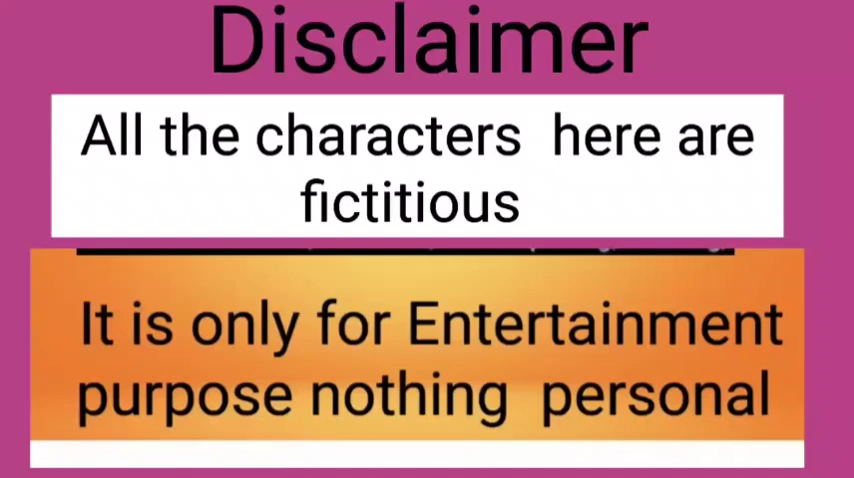 Disclaimer
All the characters here are
fictitious
It is only for Entertainment
purpose nothing personal